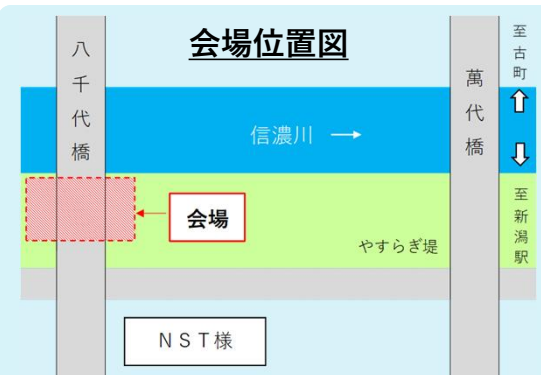 会場位置図
八千代橋
萬代橋
至古町
信濃川 →
会場
やすらぎ堤
至新潟駅
NST様